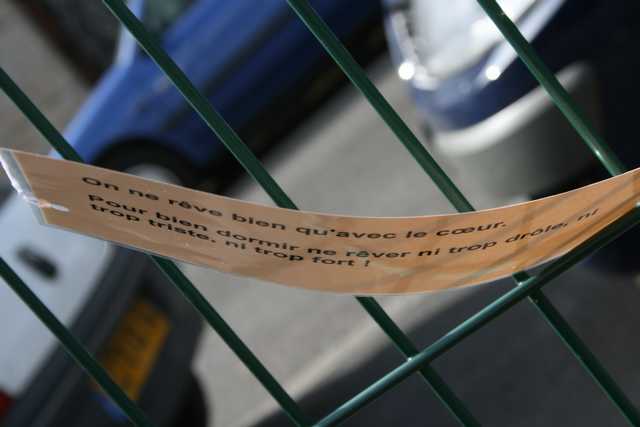 On ne rêve bien qu'avec le cœur.
pour bien dormir ne rêver ni trop drôle, ni
trop triste, ni trop fort !